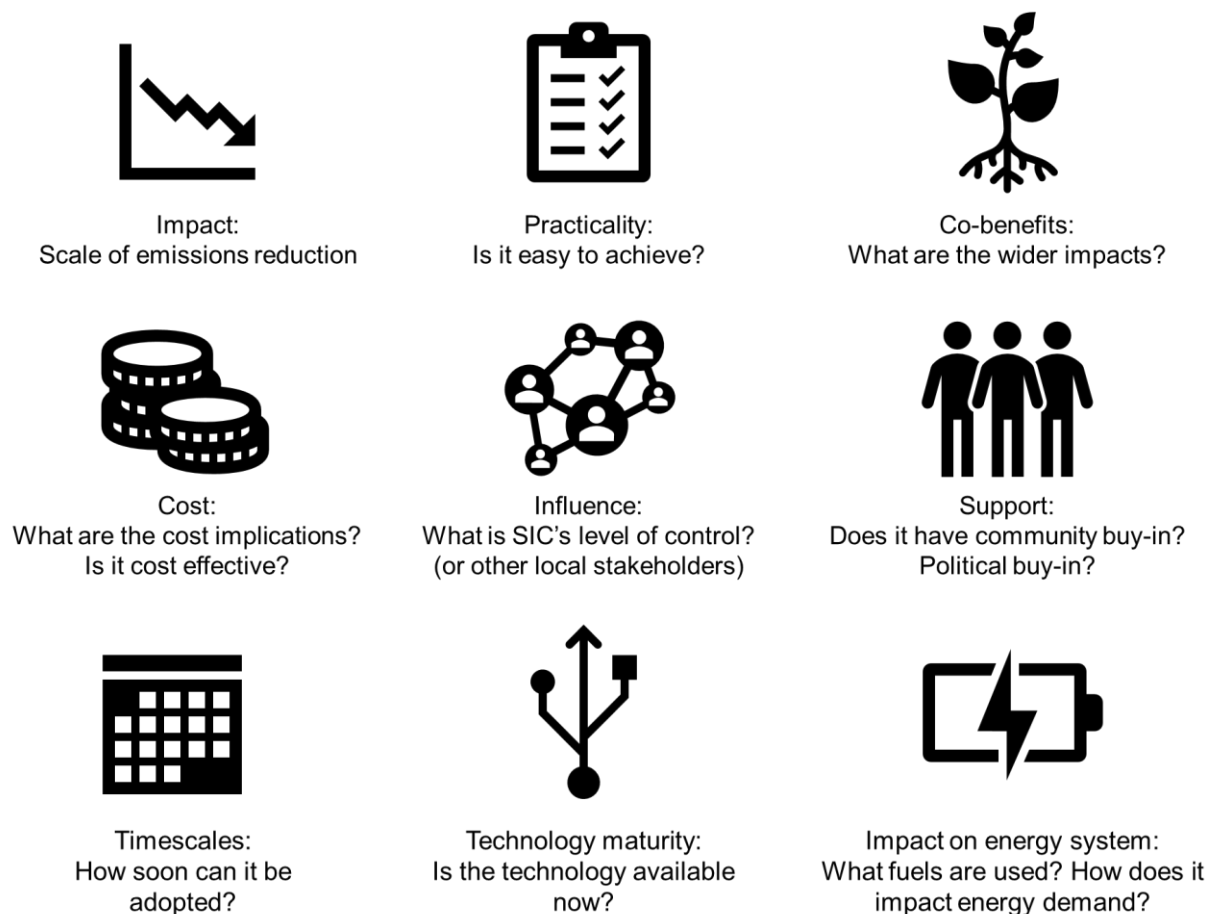 Impact:
Scale of emissions reduction
Practicality:
Is it easy to achieve?
Co-benefits:
What are the wider impacts?
Cost:
What are the cost implications?
Is it cost effective?
Influence:
What is SIC’s level of control?
(or other local stakeholders)
Support:
Does it have community buy-in?
Political buy-in?
Timescales:
How soon can it be
adopted?
Technology maturity:
Is the technology available
now?
Impact on energy system:
What fuels are used? How does it
impact energy demand?